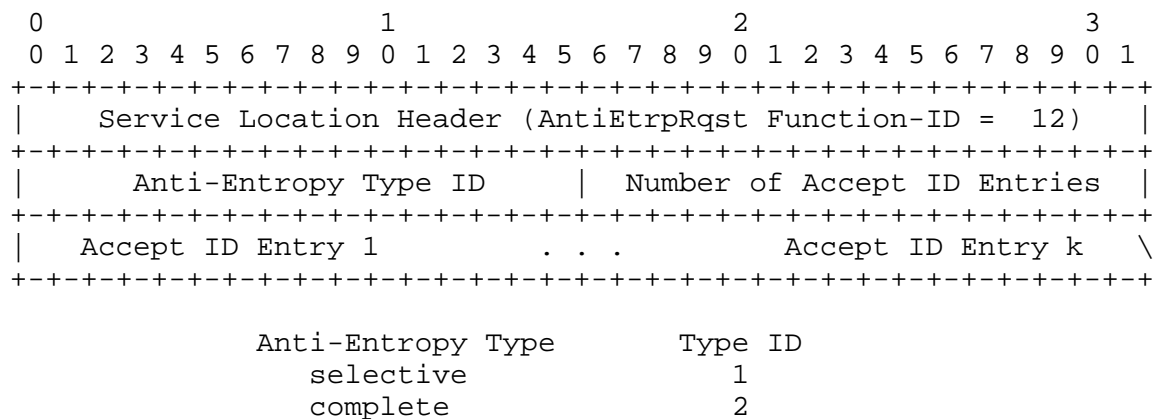 0                   1                   2                   3
 0 1 2 3 4 5 6 7 8 9 0 1 2 3 4 5 6 7 8 9 0 1 2 3 4 5 6 7 8 9 0 1
+-+-+-+-+-+-+-+-+-+-+-+-+-+-+-+-+-+-+-+-+-+-+-+-+-+-+-+-+-+-+-+-+
|    Service Location Header (AntiEtrpRqst Function-ID =  12)   |
+-+-+-+-+-+-+-+-+-+-+-+-+-+-+-+-+-+-+-+-+-+-+-+-+-+-+-+-+-+-+-+-+
|      Anti-Entropy Type ID     |  Number of Accept ID Entries  |
+-+-+-+-+-+-+-+-+-+-+-+-+-+-+-+-+-+-+-+-+-+-+-+-+-+-+-+-+-+-+-+-+
|   Accept ID Entry 1         . . .         Accept ID Entry k   \
+-+-+-+-+-+-+-+-+-+-+-+-+-+-+-+-+-+-+-+-+-+-+-+-+-+-+-+-+-+-+-+-+
Anti-Entropy Type       Type ID
selective               1
complete                2